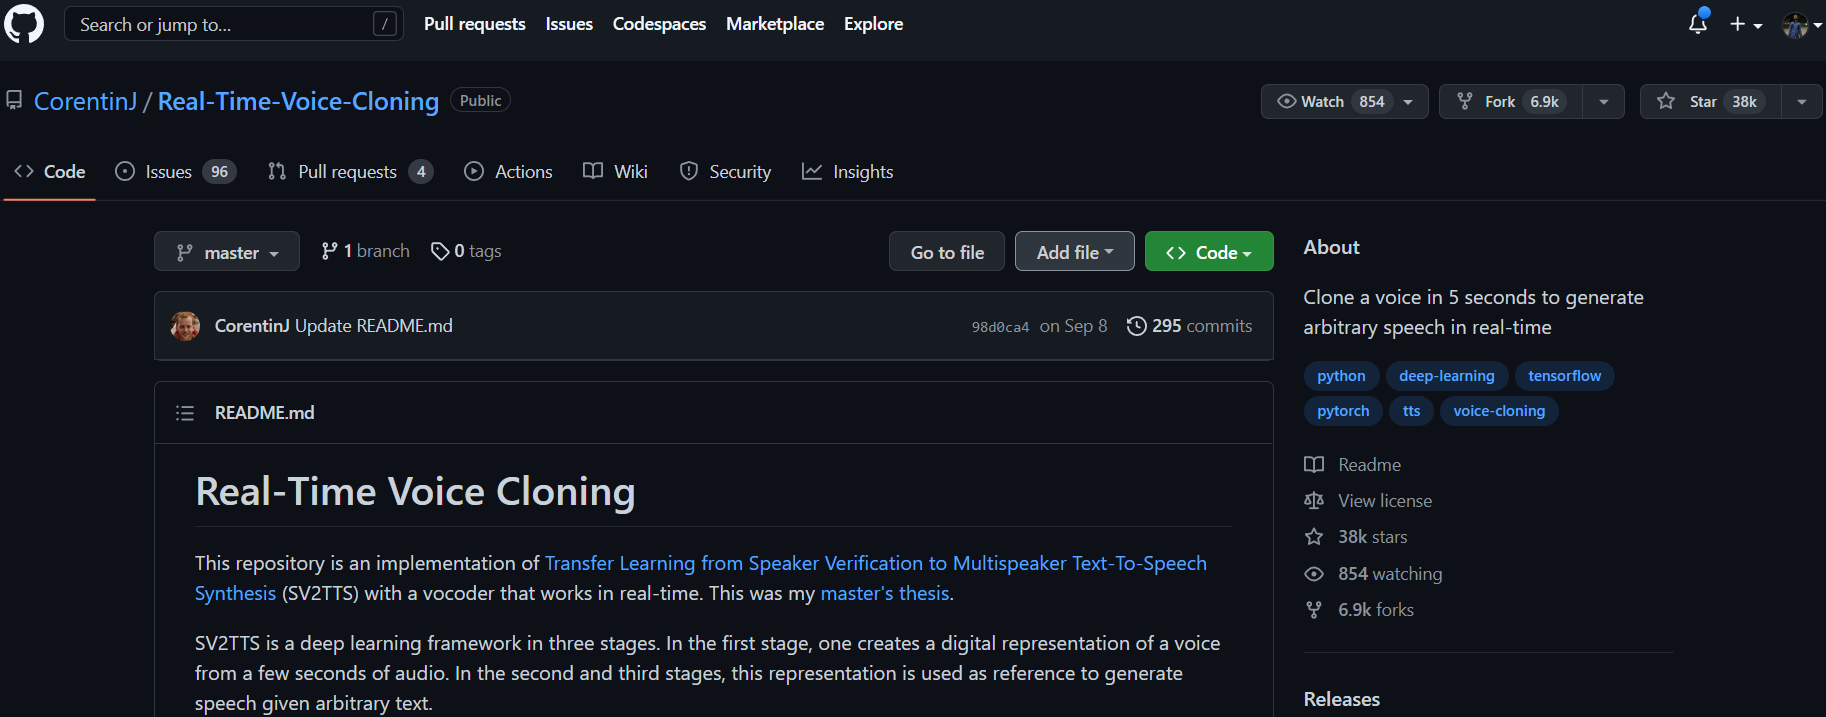 Search or jump to... /
Pull requests Issues Codespaces Marketplace Explore
CorentinJ / Real-Time-Voice-Cloning Public
Watch 854 Fork 6.9k Star 38k
Code Issues 96 Pull requests 4 Actions Wiki Security Insights
master 1 branch 0 tags
Go to file Add file Code
CorentinJ Update README.md
98d0ca4 on Sep 8 295 commits
README.md
Real-Time Voice Cloning
This repository is an implementation of Transfer Learning from Speaker Verification to Multispeaker Text-To-Speech
Synthesis (SV2TTS) with a vocoder that works in real-time. This was my master's thesis.
SV2TTS is a deep learning framework in three stages. In the first stage, one creates a digital representation of a voice
from a few seconds of audio. In the second and third stages, this representation is used as reference to generate
speech given arbitrary text.
About
Clone a voice in 5 seconds to generate
arbitrary speech in real-time
python deep-learning tensorflow
pytorch tts voice-cloning
Readme
View license
38k stars
854 watching
6.9k forks
Releases